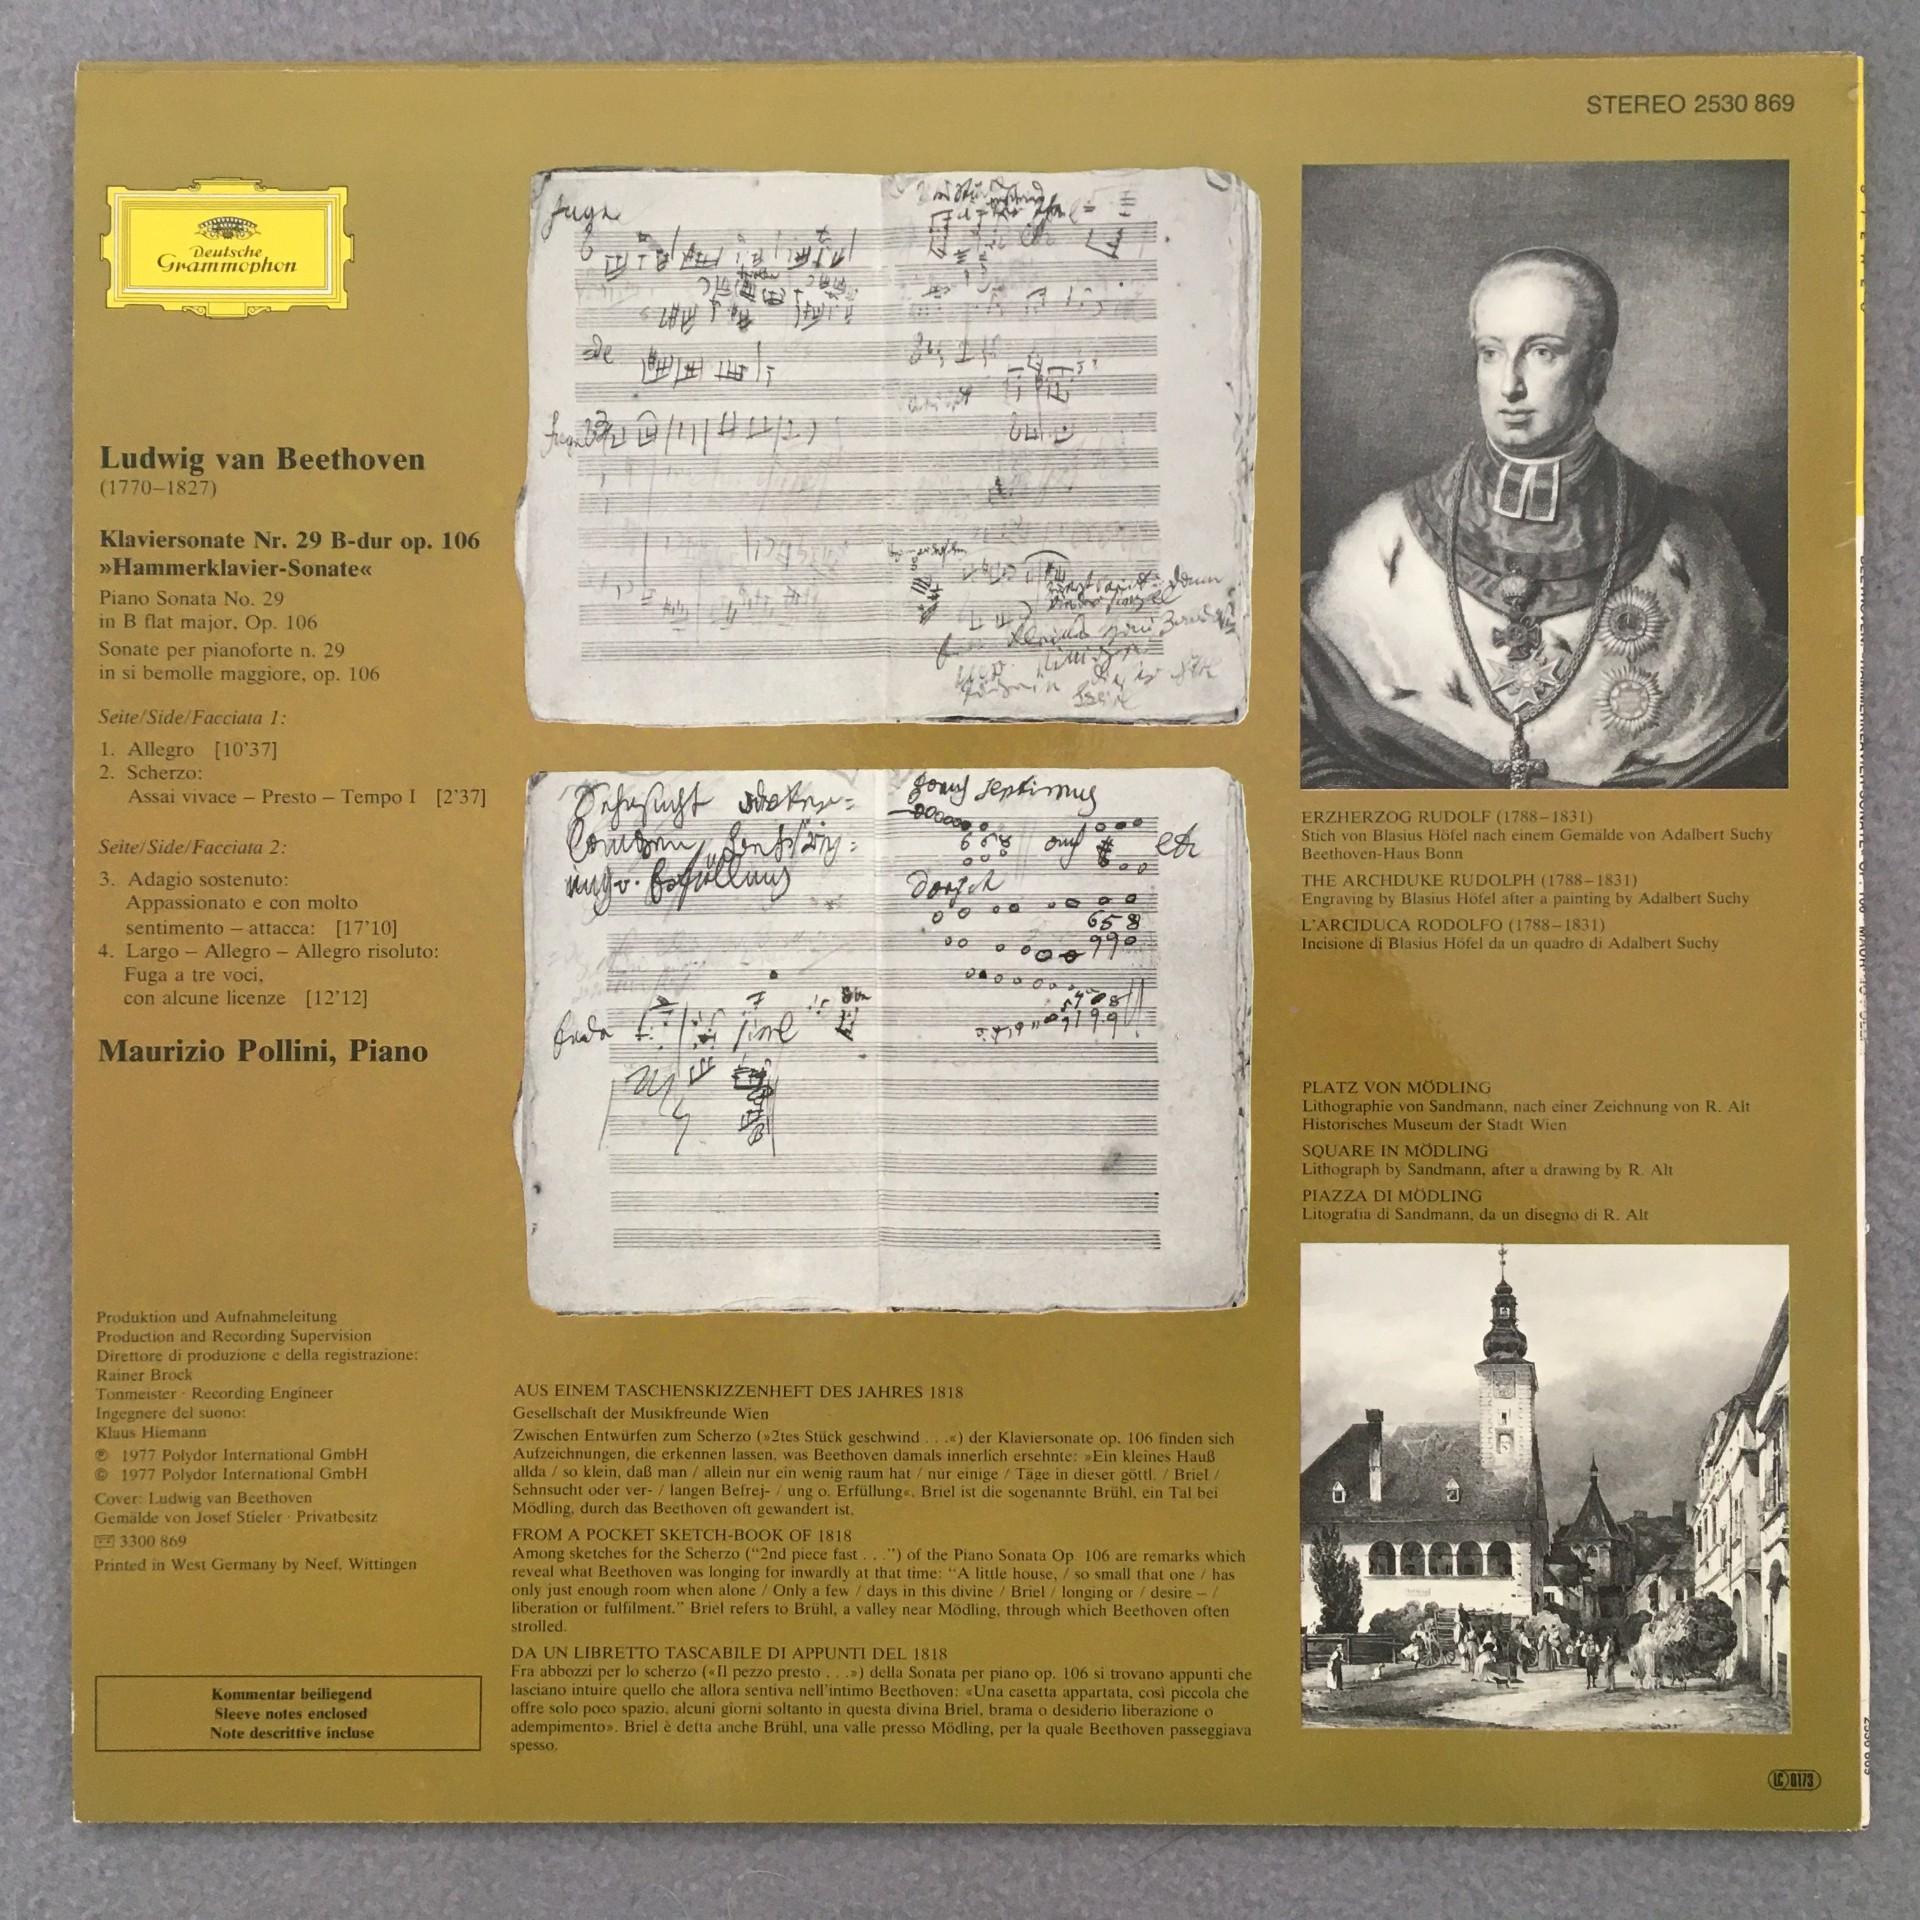 STEREO 2530 869
Deutsche
Grammophon
Ludwig van Beethoven
(1770–1827)
Klaviersonate Nr. 29 B-dur op. 106
»Hammerklavier-Sonate«
Piano Sonata No. 29
in B flat major, Op. 106
Sonate per pianoforte n. 29
in si bemolle maggiore, op. 106
Seite/Side/Facciata 1:
1. Allegro [10'37]
2. Scherzo:
Assai vivace – Presto – Tempo I [2'37]
Seite/Side/Facciata 2:
3. Adagio sostenuto:
Appassionato e con molto
sentimento – attacca: [17'10]
4. Largo – Allegro – Allegro risoluto:
Fuga a tre voci,
con alcune licenze [12'12]
Maurizio Pollini, Piano
Produktion und Aufnahmeleitung
Production and Recording Supervision
Direttore di produzione e della registrazione:
Rainer Brock
Tonmeister · Recording Engineer
Ingegnere del suono:
Klaus Hiemann
℗ 1977 Polydor International GmbH
© 1977 Polydor International GmbH
Cover: Ludwig van Beethoven
Gemälde von Josef Stieler · Privatbesitz
3300 869
Printed in West Germany by Neef, Wittingen
Kommentar beiliegend
Sleeve notes enclosed
Note descrittive incluse
AUS EINEM TASCHENSKIZZENHEFT DES JAHRES 1818
Gesellschaft der Musikfreunde Wien
Zwischen Entwürfen zum Scherzo (»2tes Stück geschwind . . .«) der Klaviersonate op. 106 finden sich
Aufzeichnungen, die erkennen lassen, was Beethoven damals innerlich ersehnte: »Ein kleines Hauß
allda / so klein, daß man / allein nur ein wenig raum hat / nur einige / Täge in dieser göttl. / Briel /
Sehnsucht oder ver- / langen Befrej- / ung o. Erfüllung«. Briel ist die sogenannte Brühl, ein Tal bei
Mödling, durch das Beethoven oft gewandert ist.
FROM A POCKET SKETCH-BOOK OF 1818
Among sketches for the Scherzo (“2nd piece fast . . .”) of the Piano Sonata Op 106 are remarks which
reveal what Beethoven was longing for inwardly at that time: “A little house, / so small that one / has
only just enough room when alone / Only a few / days in this divine / Briel / longing or / desire – /
liberation or fulfilment.” Briel refers to Brühl, a valley near Mödling, through which Beethoven often
strolled.
DA UN LIBRETTO TASCABILE DI APPUNTI DEL 1818
Fra abbozzi per lo scherzo («Il pezzo presto . . .») della Sonata per piano op. 106 si trovano appunti che
lasciano intuire quello che allora sentiva nell'intimo Beethoven: «Una casetta appartata, così piccola che
offre solo poco spazio, alcuni giorni soltanto in questa divina Briel, brama o desiderio liberazione o
adempimento». Briel è detta anche Brühl, una valle presso Mödling, per la quale Beethoven passeggiava
spesso.
ERZHERZOG RUDOLF (1788–1831)
Stich von Blasius Höfel nach einem Gemälde von Adalbert Suchy
Beethoven-Haus Bonn
THE ARCHDUKE RUDOLPH (1788–1831)
Engraving by Blasius Höfel after a painting by Adalbert Suchy
L'ARCIDUCA RODOLFO (1788–1831)
Incisione di Blasius Höfel da un quadro di Adalbert Suchy
PLATZ VON MÖDLING
Lithographie von Sandmann, nach einer Zeichnung von R. Alt
Historisches Museum der Stadt Wien
SQUARE IN MÖDLING
Lithograph by Sandmann, after a drawing by R. Alt
PIAZZA DI MÖDLING
Litografia di Sandmann, da un disegno di R. Alt
LC 0173